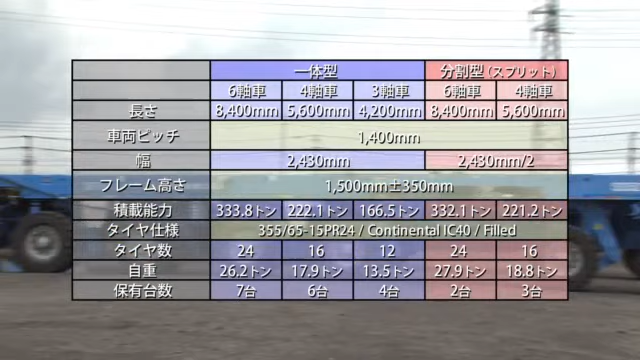 一体型 分割型（スプリット）
6軸車 4軸車 3軸車 6軸車 4軸車
長さ 8,400mm 5,600mm 4,200mm 8,400mm 5,600mm
車両ピッチ 1,400mm
幅 2,430mm 2,430mm/2
フレーム高さ 1,500mm±350mm
積載能力 333.8トン 222.1トン 166.5トン 332.1トン 221.2トン
タイヤ仕様 355/65-15PR24 / Continental IC40 / Filled
タイヤ数 24 16 12 24 16
自重 26.2トン 17.9トン 13.5トン 27.9トン 18.8トン
保有台数 7台 6台 4台 2台 3台